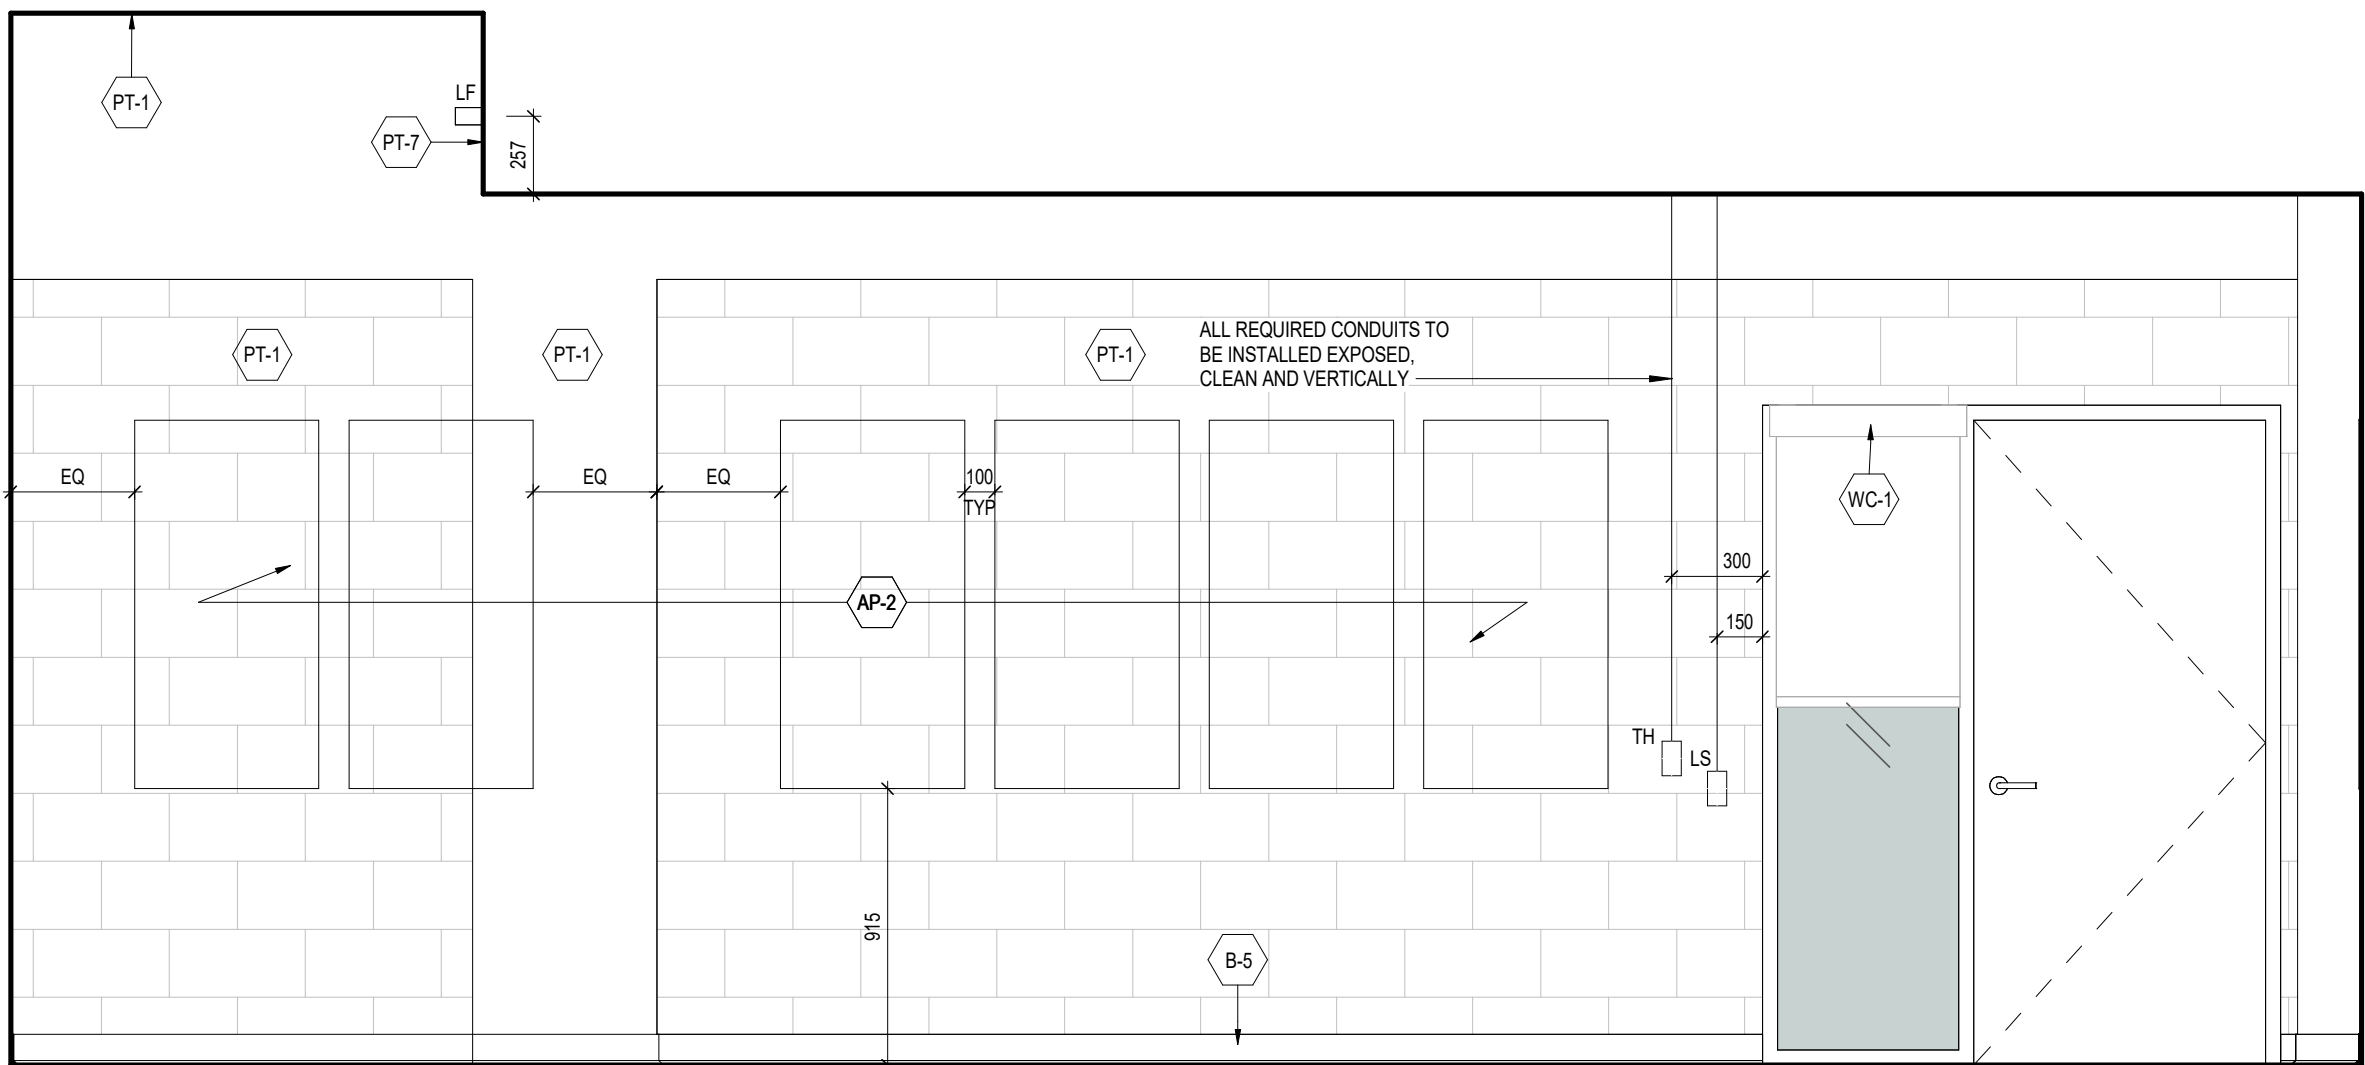 PT-1
LF
PT-7
257
PT-1
PT-1
PT-1
ALL REQUIRED CONDUITS TO
BE INSTALLED EXPOSED,
CLEAN AND VERTICALLY
EQ
EQ
EQ
100
TYP
WC-1
300
AP-2
150
TH
LS
915
B-5